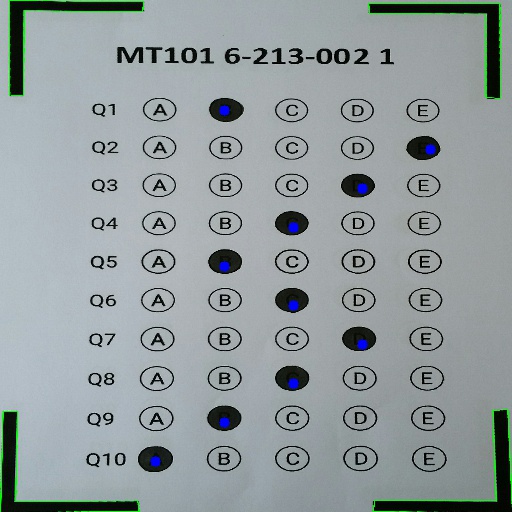 MT101 6-213-002 1
Q1 A C D E
Q2 A B C D
Q3 A B C E
Q4 A B D E
Q5 A C D E
Q6 A B D E
Q7 A B C E
Q8 A B D E
Q9 A C D E
Q10 B C D E